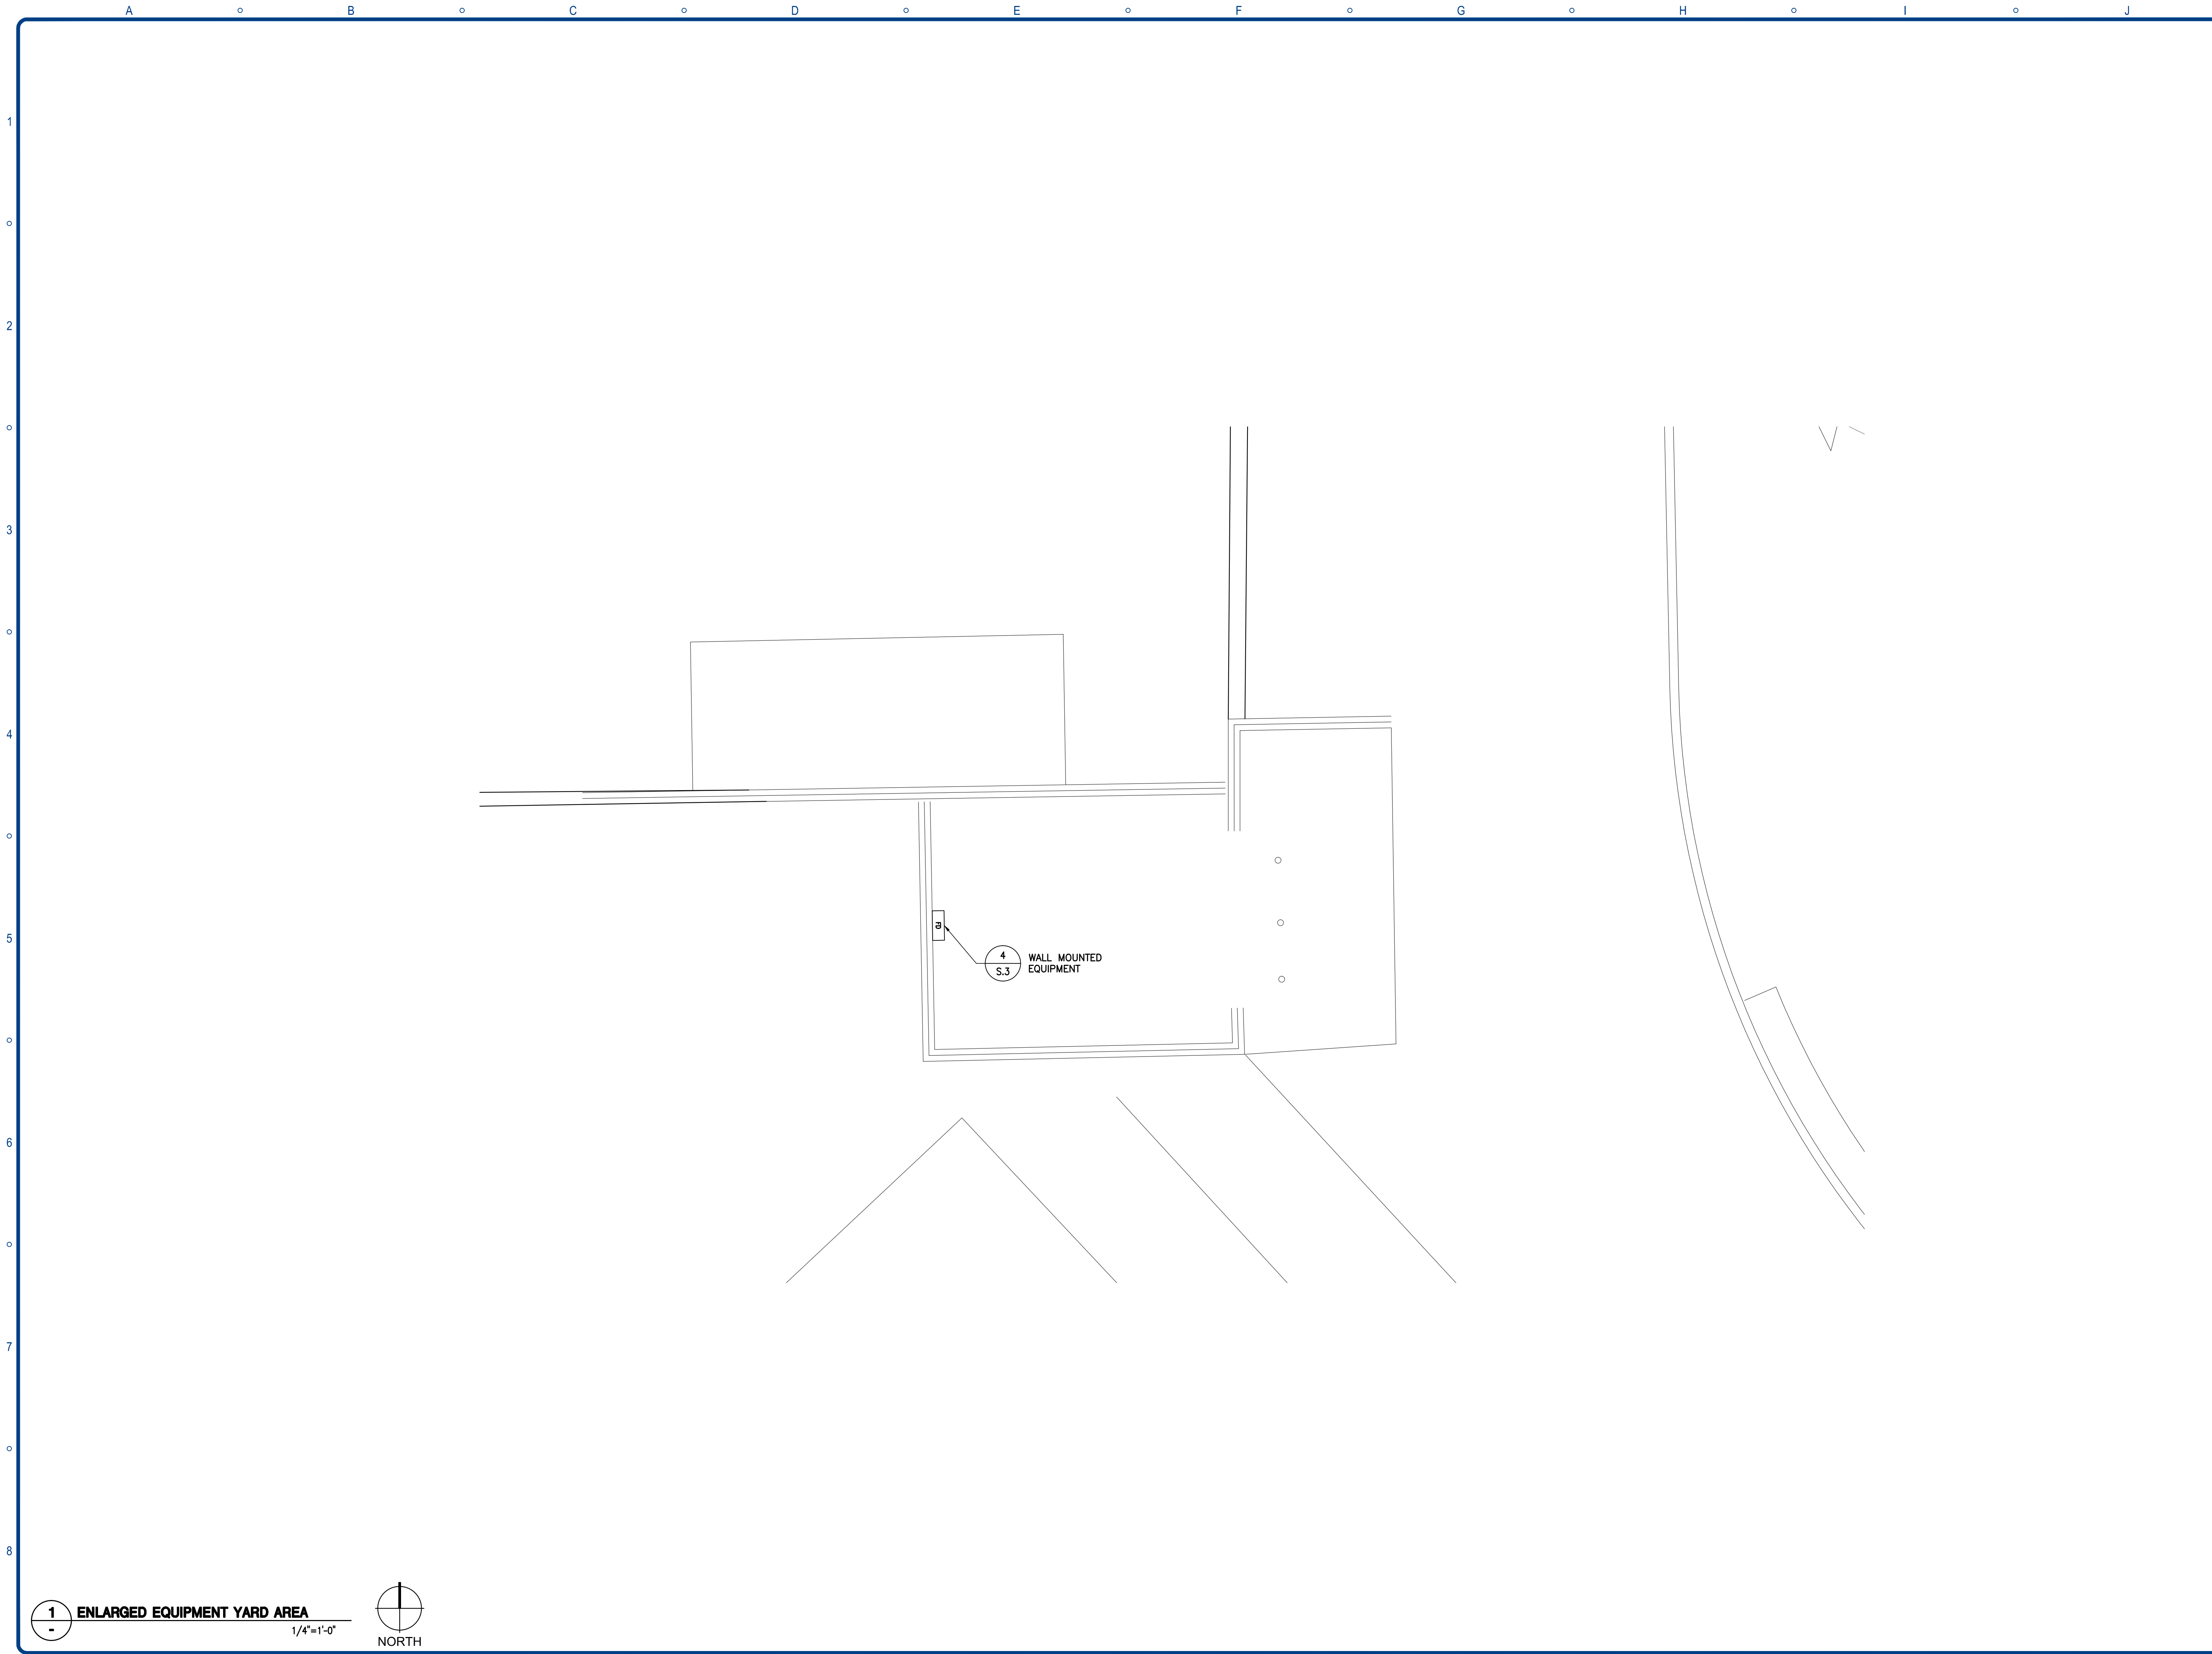 A B C D E F G H I J
1
2
3
4
5
6
7
8
FD
4
S.3
WALL MOUNTED
EQUIPMENT
1
-
ENLARGED EQUIPMENT YARD AREA
1/4"=1'-0"
NORTH